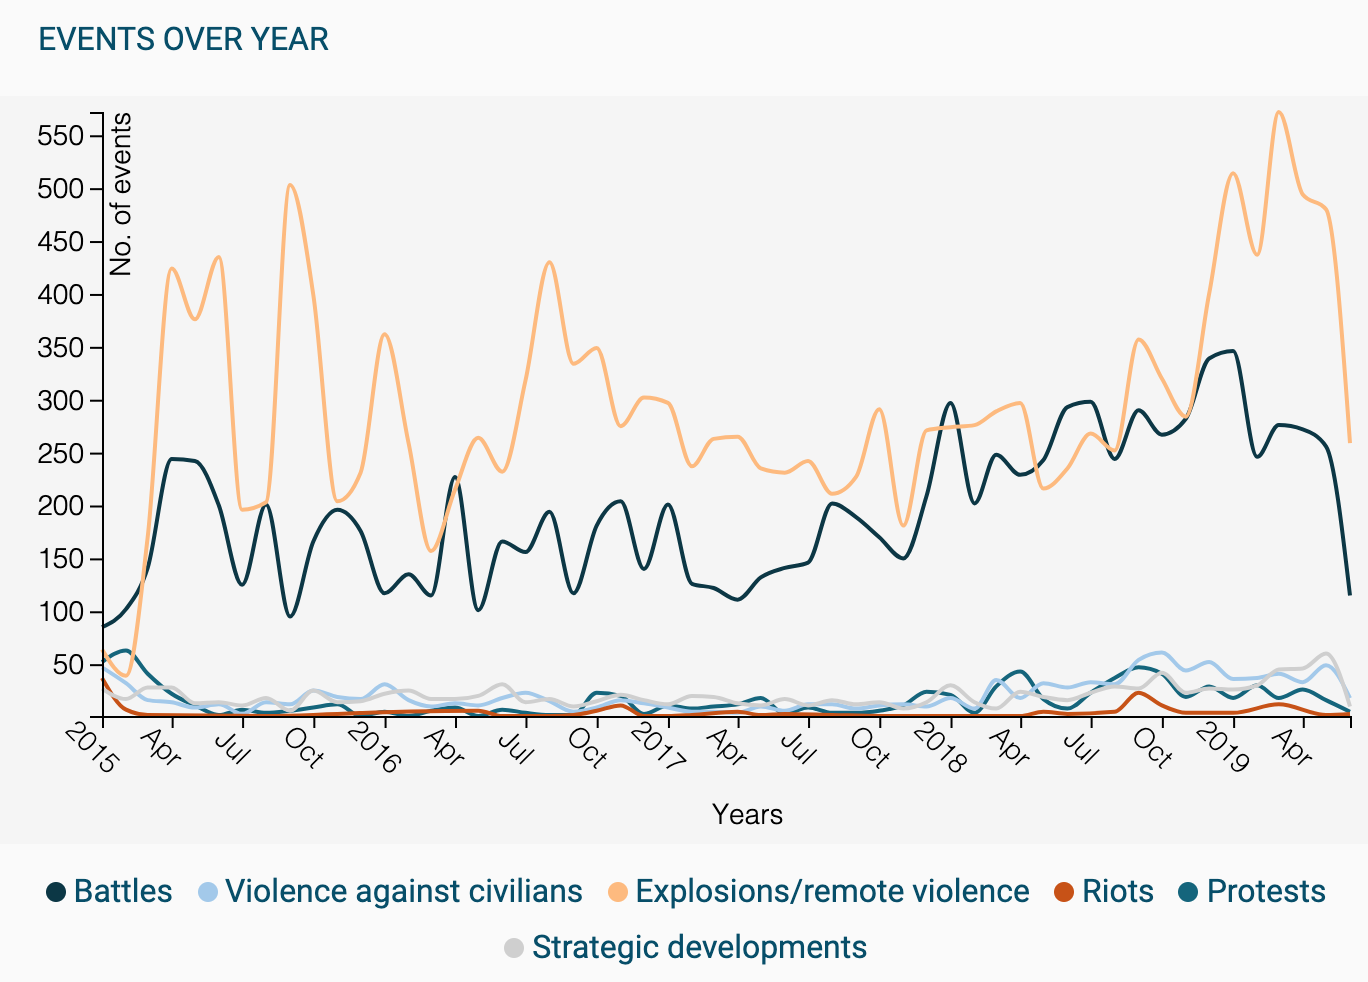 EVENTS OVER YEAR
No. of events
550
500
450
400
350
300
250
200
150
100
50
2015 Apr Jul Oct 2016 Apr Jul Oct 2017 Apr Jul Oct 2018 Apr Jul Oct 2019 Apr
Years
Battles Violence against civilians Explosions/remote violence Riots Protests
Strategic developments